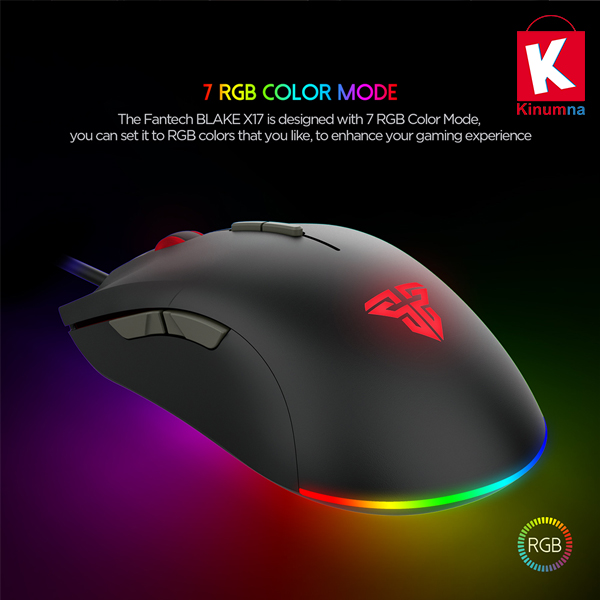 K
Kinumna
7 RGB COLOR MODE
The Fantech BLAKE X17 is designed with 7 RGB Color Mode,
you can set it to RGB colors that you like, to enhance your gaming experience
RGB